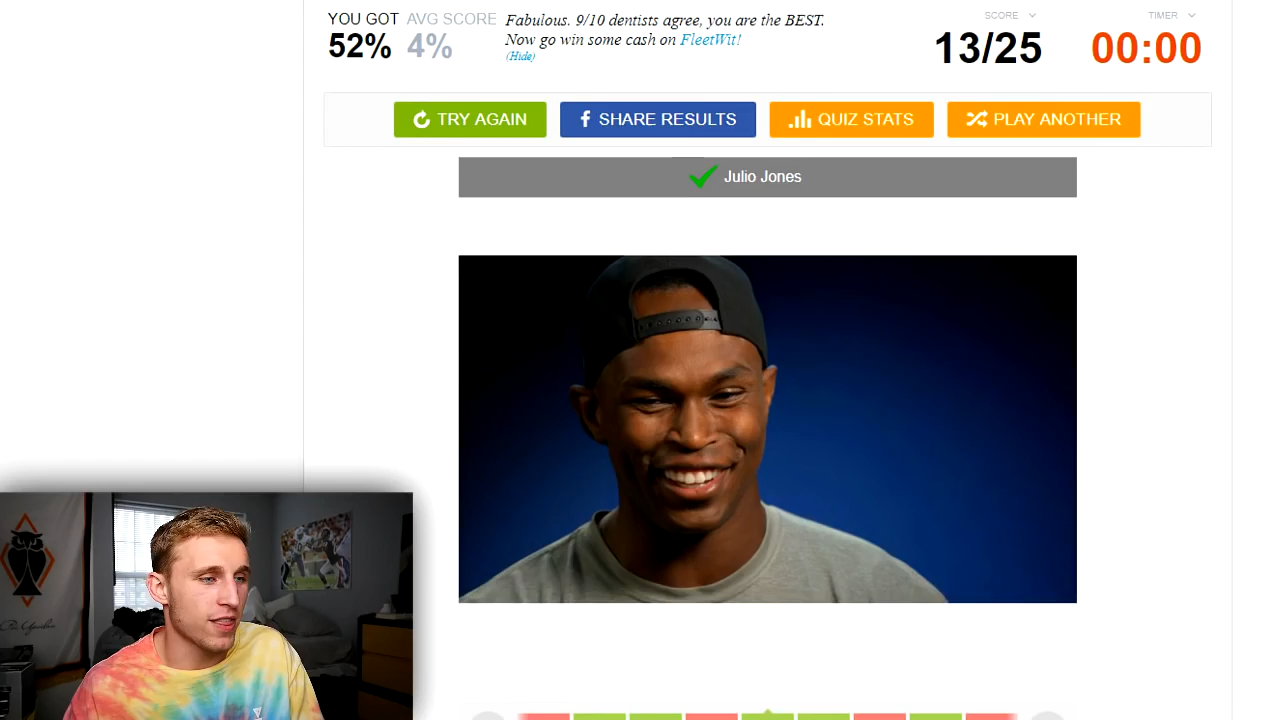 YOU GOT AVG SCORE
52% 4%
Fabulous. 9/10 dentists agree, you are the BEST.
Now go win some cash on FleetWit!
(Hide)
SCORE
13/25
TIMER
00:00
TRY AGAIN
SHARE RESULTS
QUIZ STATS
PLAY ANOTHER
Julio Jones